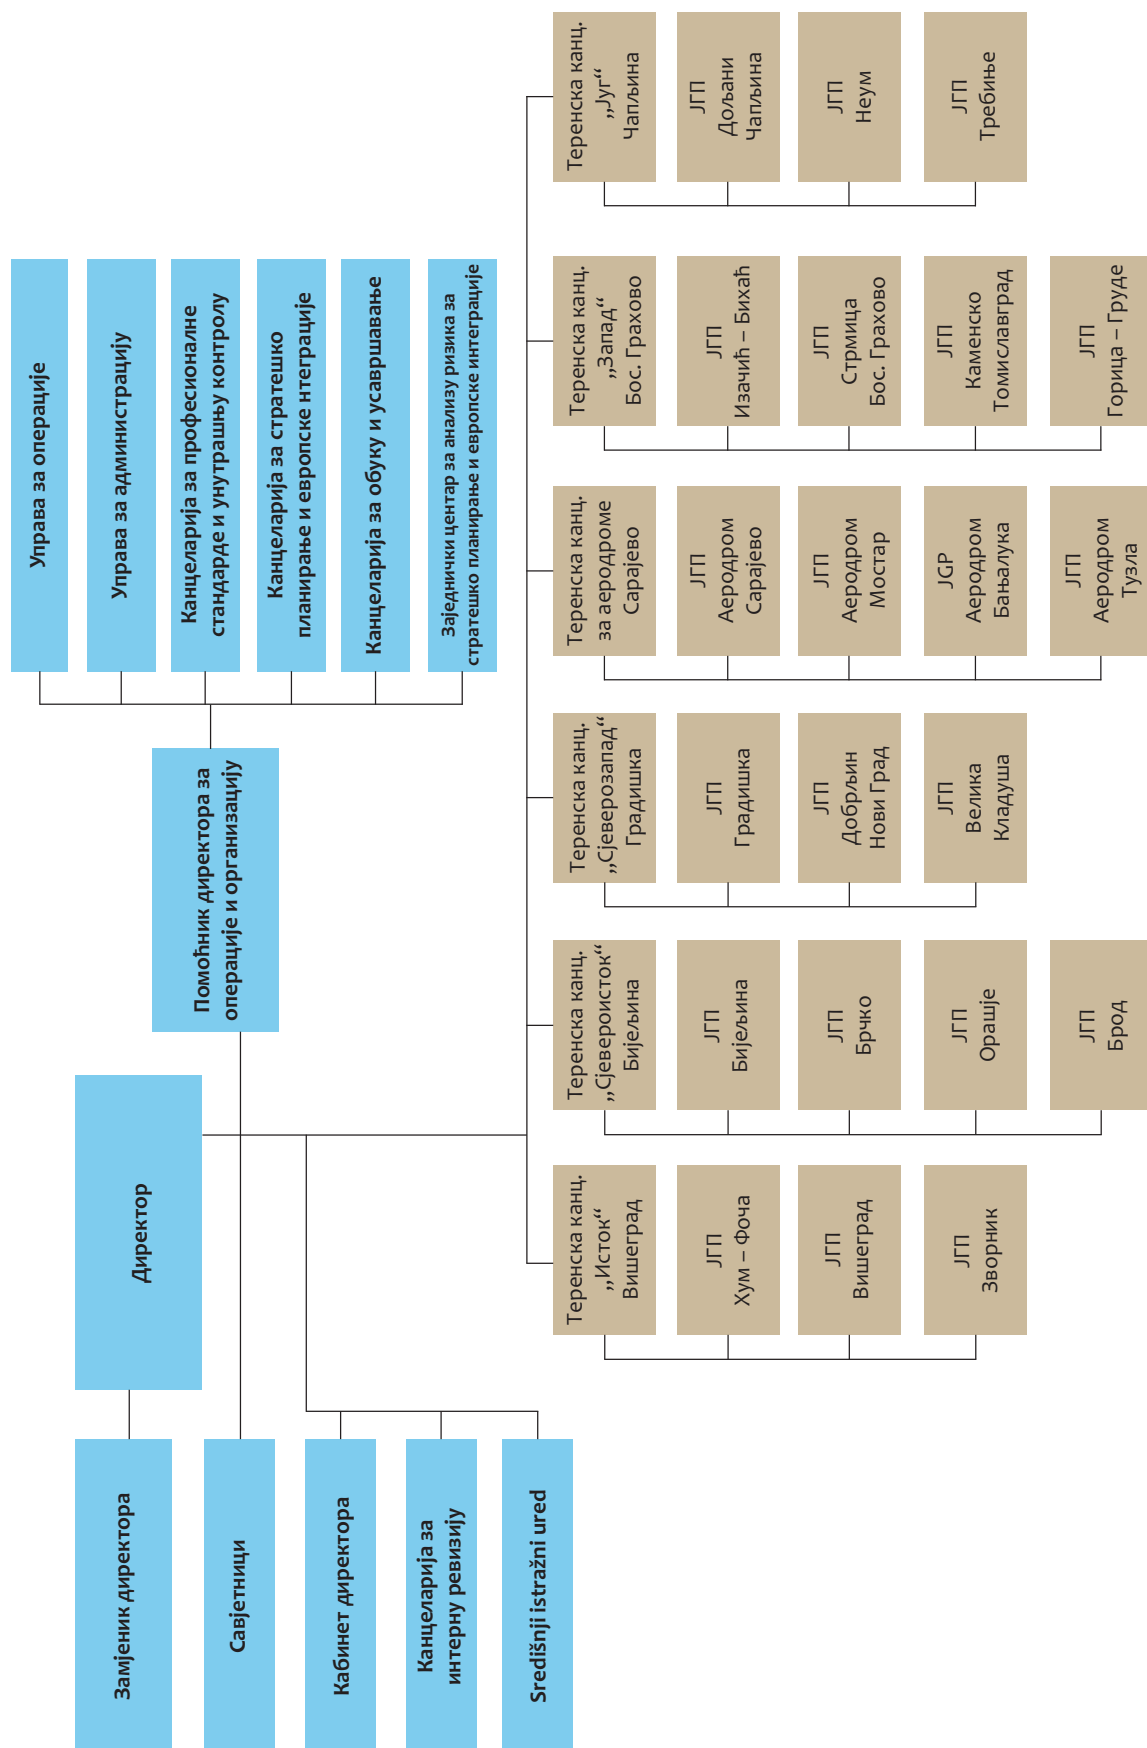 Директор
Замјеник директора
Савјетници
Помоћник директора за
операције и организацију
Кабинет директора
Канцеларија за
интерну ревизију
Središnji istražni ured
Управа за операције
Управа за администрацију
Канцеларија за професионалне
стандарде и унутрашњу контролу
Канцеларија за стратешко
планирање и европске нтеграције
Канцеларија за обуку и усавршавање
Заједнички центар за анализу ризика за
стратешко планирање и европске интеграције
Теренска канц.
„Исток“
Вишеград
ЈГП
Хум – Фоча
ЈГП
Вишеград
ЈГП
Зворник
Теренска канц.
„Сјевероисток“
Бијељина
ЈГП
Бијељина
ЈГП
Брчко
ЈГП
Орашје
ЈГП
Брод
Теренска канц.
„Сјеверозапад“
Градишка
ЈГП
Градишка
ЈГП
Добрљин
Нови Град
ЈГП
Велика
Кладуша
Теренска канц.
за аеродроме
Сарајево
ЈГП
Аеродром
Сарајево
ЈГП
Аеродром
Мостар
JGP
Аеродром
Бањалука
ЈГП
Аеродром
Тузла
Теренска канц.
„Запад“
Бос. Грахово
ЈГП
Изачић – Бихаћ
ЈГП
Стрмица
Бос. Грахово
ЈГП
Каменско
Томиславград
ЈГП
Горица – Груде
Теренска канц.
„Југ“
Чапљина
ЈГП
Дољани
Чапљина
ЈГП
Неум
ЈГП
Требиње